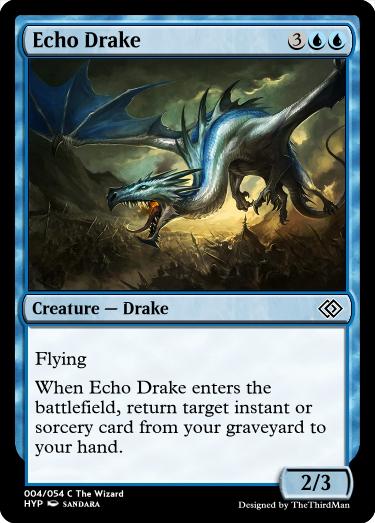 Echo Drake 3
Creature — Drake
Flying
When Echo Drake enters the
battlefield, return target instant or
sorcery card from your graveyard to
your hand.
2/3
004/054 C The Wizard
HYP SANDARA
Designed by TheThirdMan